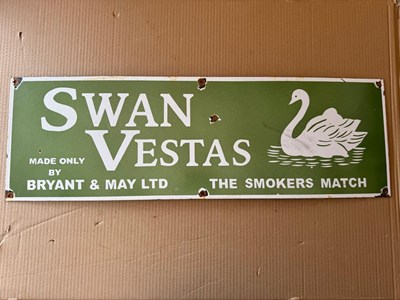 SWAN
VESTAS
MADE ONLY
BY
BRYANT & MAY LTD
THE SMOKERS MATCH